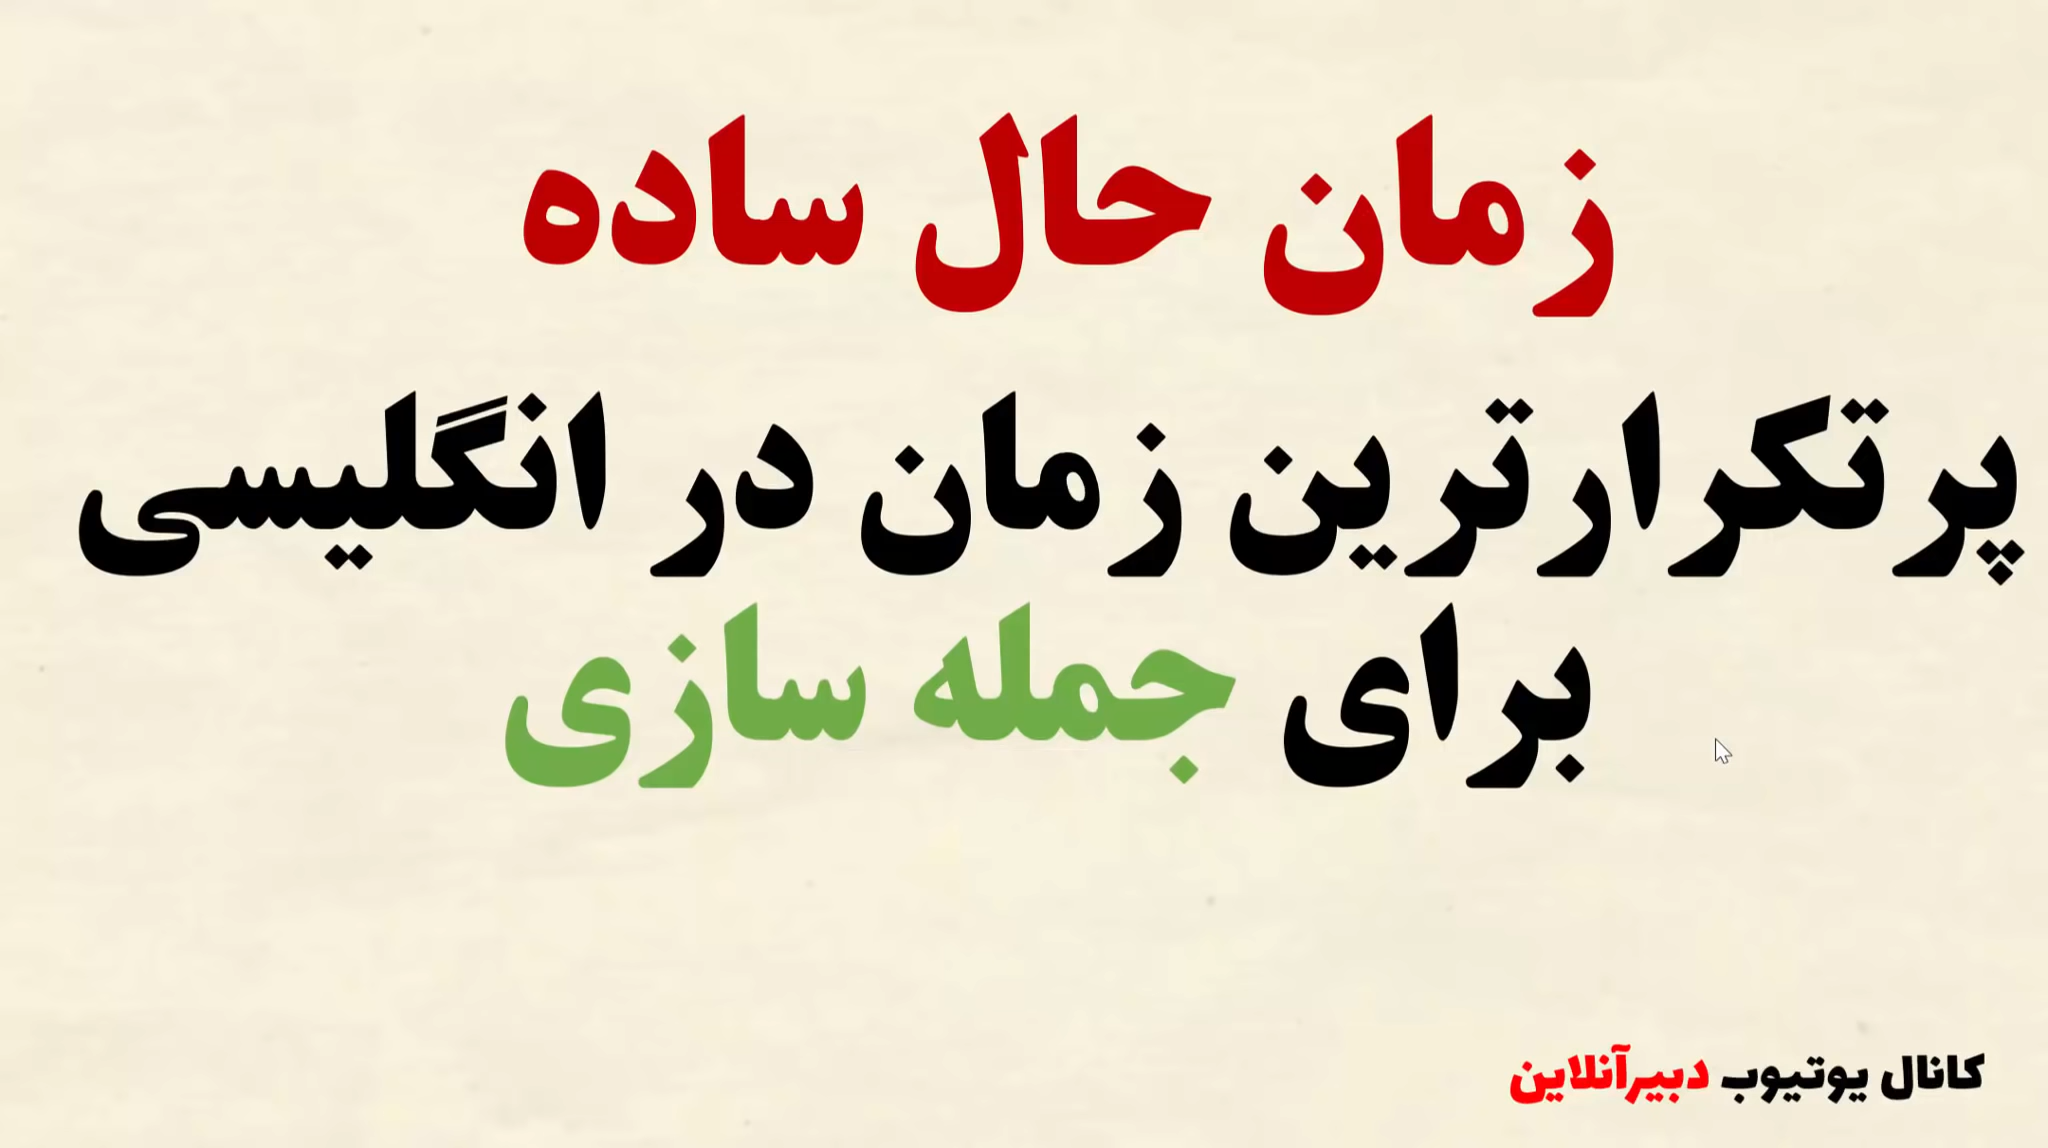 زمان حال ساده
پرتکرارترین زمان در انگلیسی
برای جمله سازی
کانال یوتیوب دبیرآنلاین